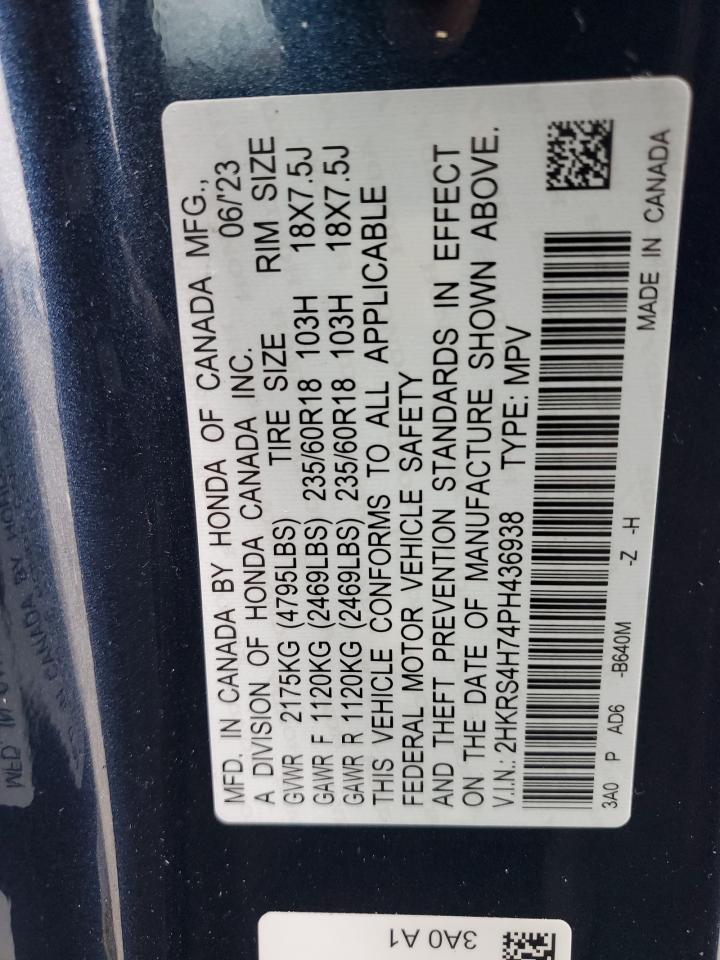 MFD. IN CANADA BY HONDA OF CANADA MFG.,
A DIVISION OF HONDA CANADA INC. 06/'23
GVWR 2175KG (4795LBS) TIRE SIZE RIM SIZE
GAWR F 1120KG (2469LBS) 235/60R18 103H 18X7.5J
GAWR R 1120KG (2469LBS) 235/60R18 103H 18X7.5J
THIS VEHICLE CONFORMS TO ALL APPLICABLE
FEDERAL MOTOR VEHICLE SAFETY
AND THEFT PREVENTION STANDARDS IN EFFECT
ON THE DATE OF MANUFACTURE SHOWN ABOVE.
V.I.N.: 2HKRS4H74PH436938 TYPE: MPV
3A0 P AD6 -B640M -Z -H
MADE IN CANADA
3A0 A1